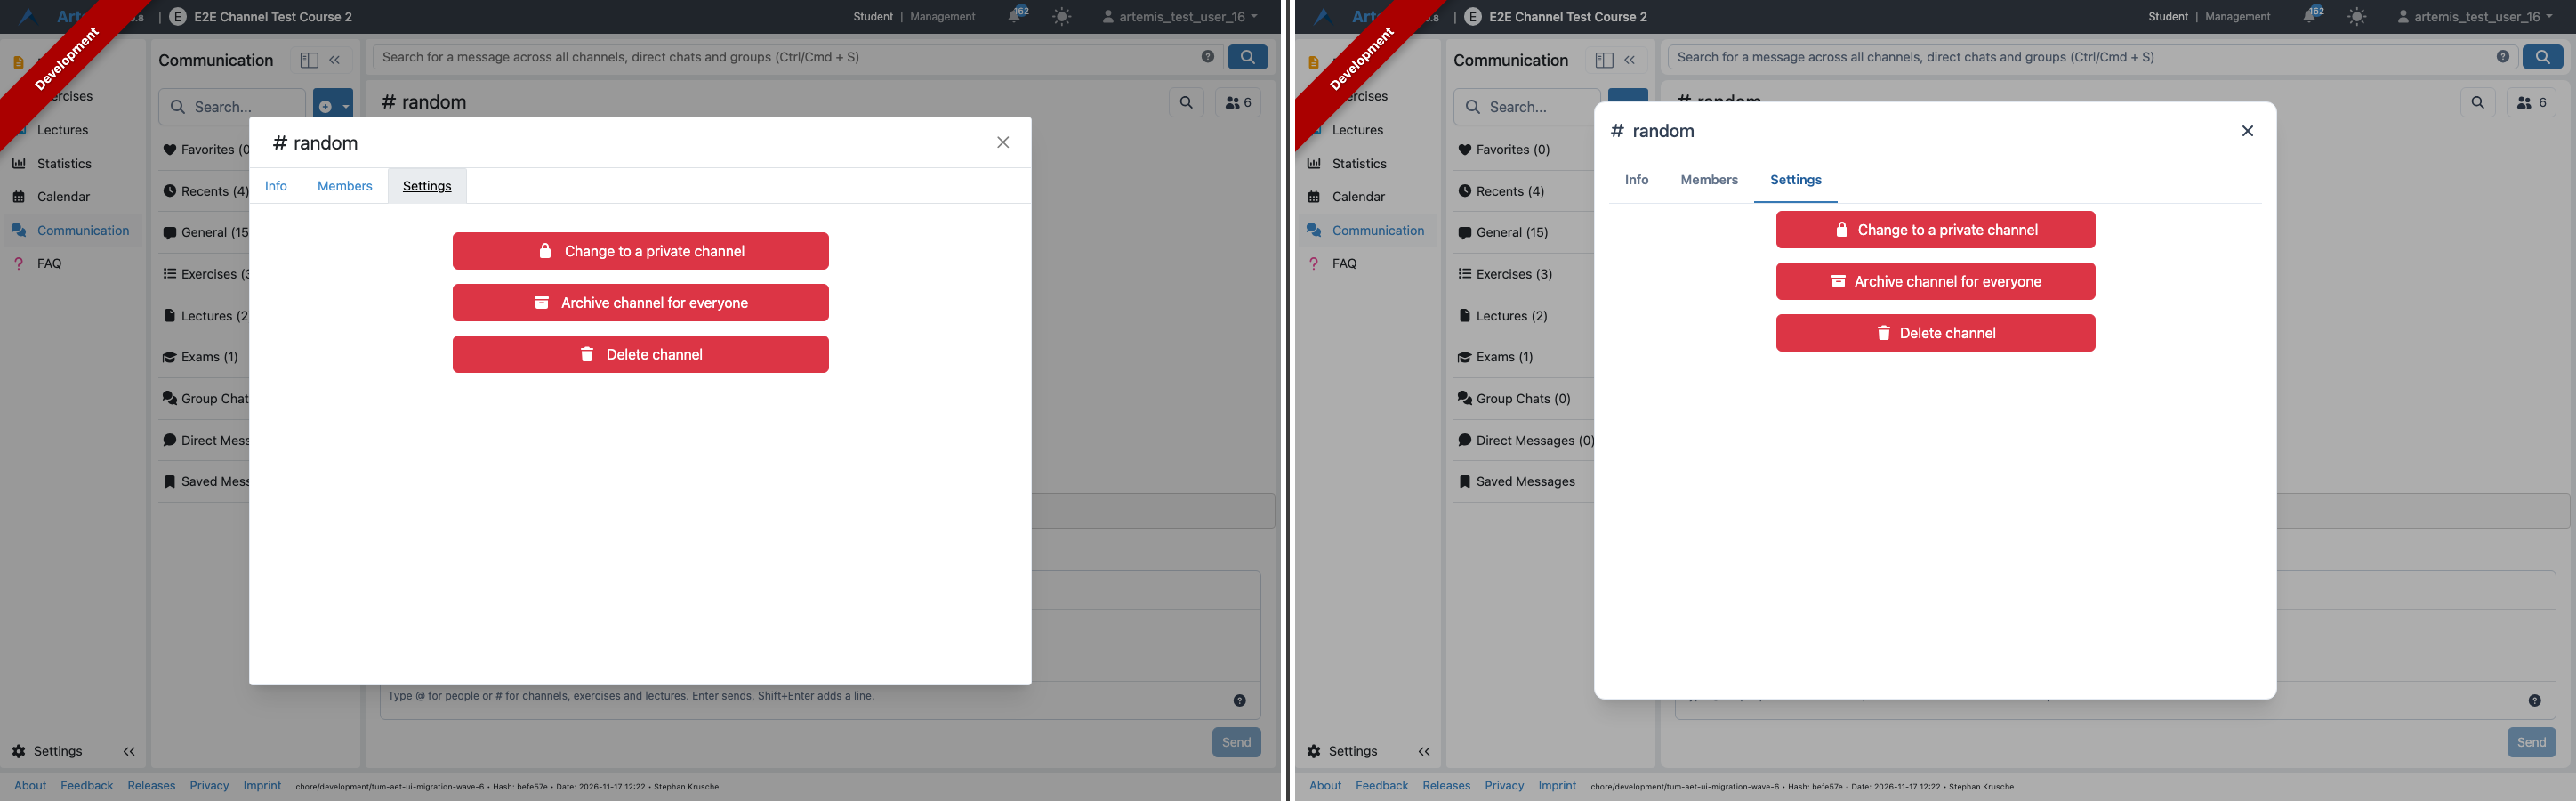 Development
.8
E2E Channel Test Course 2
E
Student | Management
162
artemis_test_user_16
Communication
Search for a message across all channels, direct chats and groups (Ctrl/Cmd + S)
Search...
# random
6
Lectures
Statistics
Calendar
Communication
FAQ
Favorites (0
Recents (4)
General (15
Exercises (3
Lectures (2
Exams (1)
Group Chat
Direct Mess
Saved Mess
# random
Info
Members
Settings
Change to a private channel
Archive channel for everyone
Delete channel
Type @ for people or # for channels, exercises and lectures. Enter sends, Shift+Enter adds a line.
Send
Settings
About Feedback Releases Privacy Imprint chore/development/tum-aet-ui-migration-wave-6 • Hash: befe57e • Date: 2026-11-17 12:22 • Stephan Krusche
Development
.8
E2E Channel Test Course 2
E
Student | Management
162
artemis_test_user_16
Communication
Search for a message across all channels, direct chats and groups (Ctrl/Cmd + S)
Search...
6
Lectures
Statistics
Calendar
Communication
FAQ
Favorites (0)
Recents (4)
General (15)
Exercises (3)
Lectures (2)
Exams (1)
Group Chats (0)
Direct Messages (0)
Saved Messages
# random
Info
Members
Settings
Change to a private channel
Archive channel for everyone
Delete channel
Send
Settings
About Feedback Releases Privacy Imprint chore/development/tum-aet-ui-migration-wave-6 • Hash: befe57e • Date: 2026-11-17 12:22 • Stephan Krusche